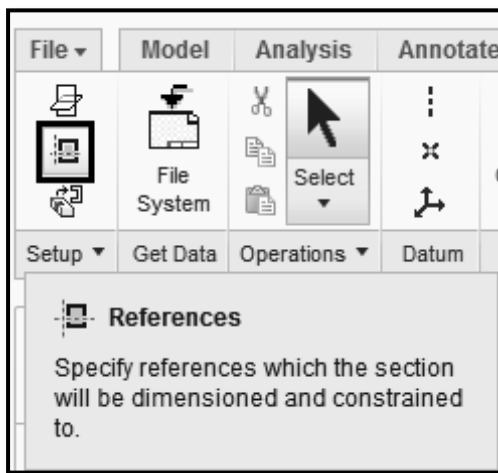 File Model Analysis Annotate
File System
Select
Setup Get Data Operations Datum
References
Specify references which the section
will be dimensioned and constrained
to.